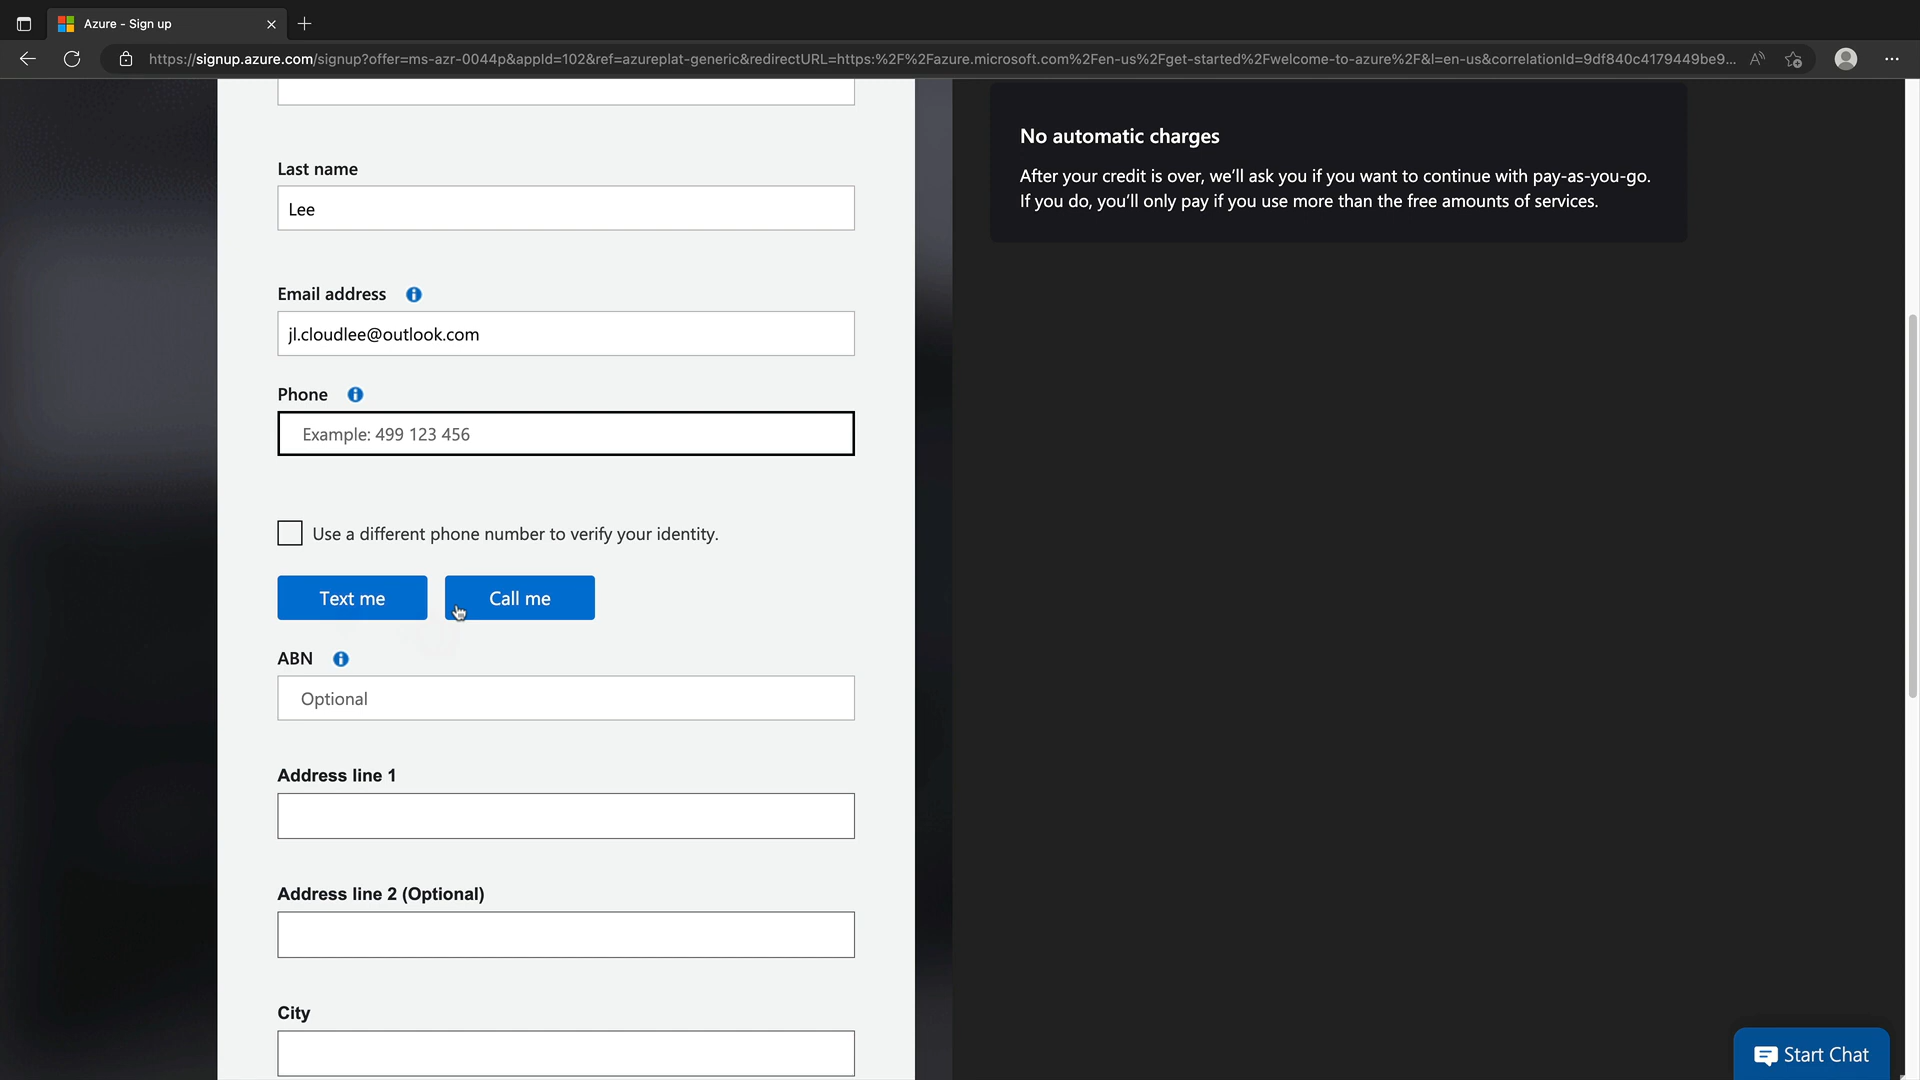 Azure - Sign up
https://signup.azure.com/signup?offer=ms-azr-0044p&appId=102&ref=azureplat-generic&redirectURL=https:%2F%2Fazure.microsoft.com%2Fen-us%2Fget-started%2Fwelcome-to-azure%2F&l=en-us&correlationId=9df840c4179449be9...
No automatic charges
After your credit is over, we'll ask you if you want to continue with pay-as-you-go.
If you do, you'll only pay if you use more than the free amounts of services.
Last name
Lee
Email address
jl.cloudlee@outlook.com
Phone
Example: 499 123 456
Use a different phone number to verify your identity.
Text me
Call me
ABN
Optional
Address line 1
Address line 2 (Optional)
City
Start Chat